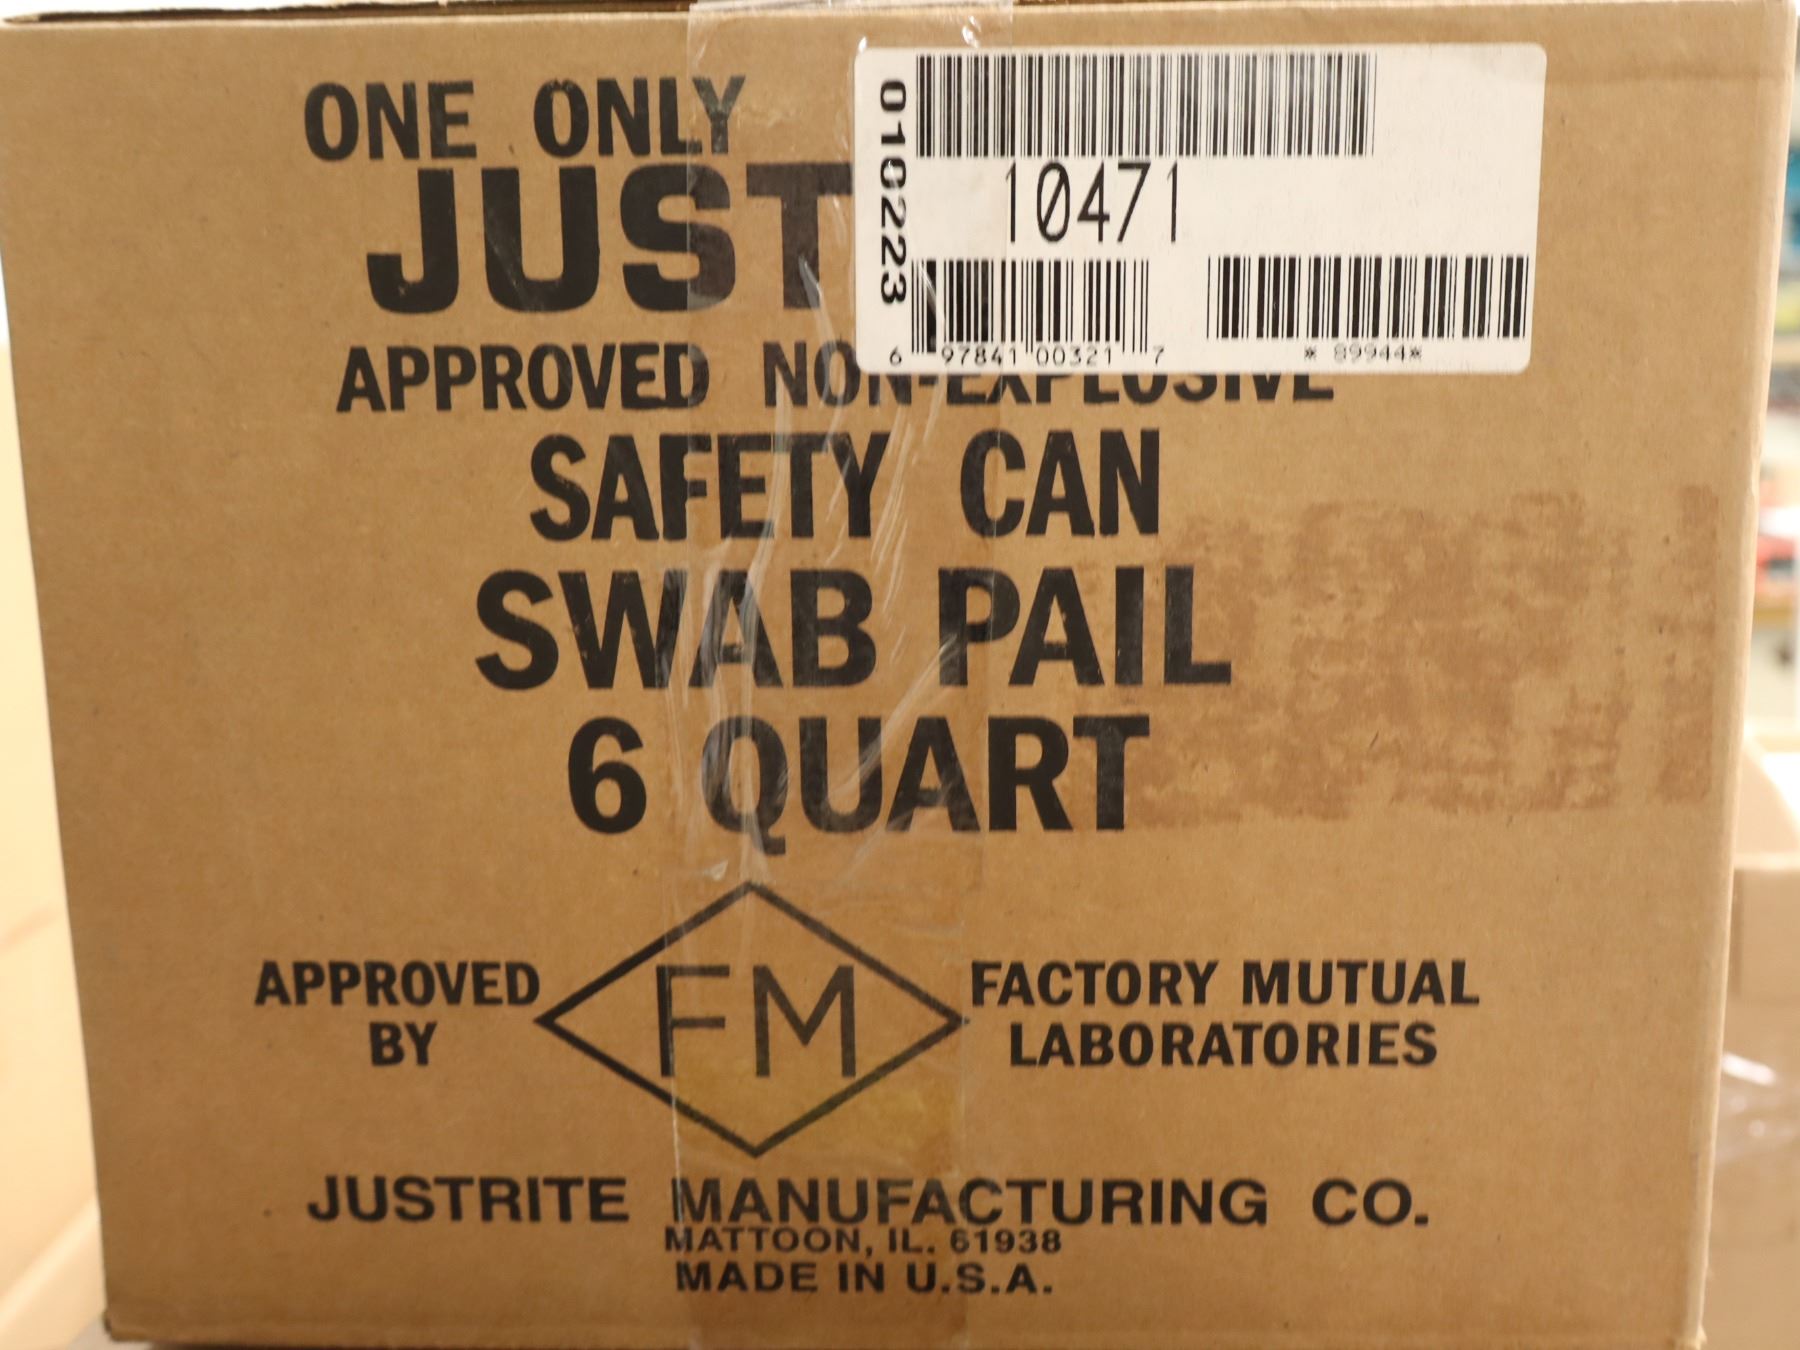 ONE ONLY
JUST
0102223
10471
6 97841 00321 7
* 89944*
APPROVED NON-EXPLOSIVE
SAFETY CAN
SWAB PAIL
6 QUART
APPROVED
BY
FM
FACTORY MUTUAL
LABORATORIES
JUSTRITE MANUFACTURING CO.
MATTOON, IL. 61938
MADE IN U.S.A.